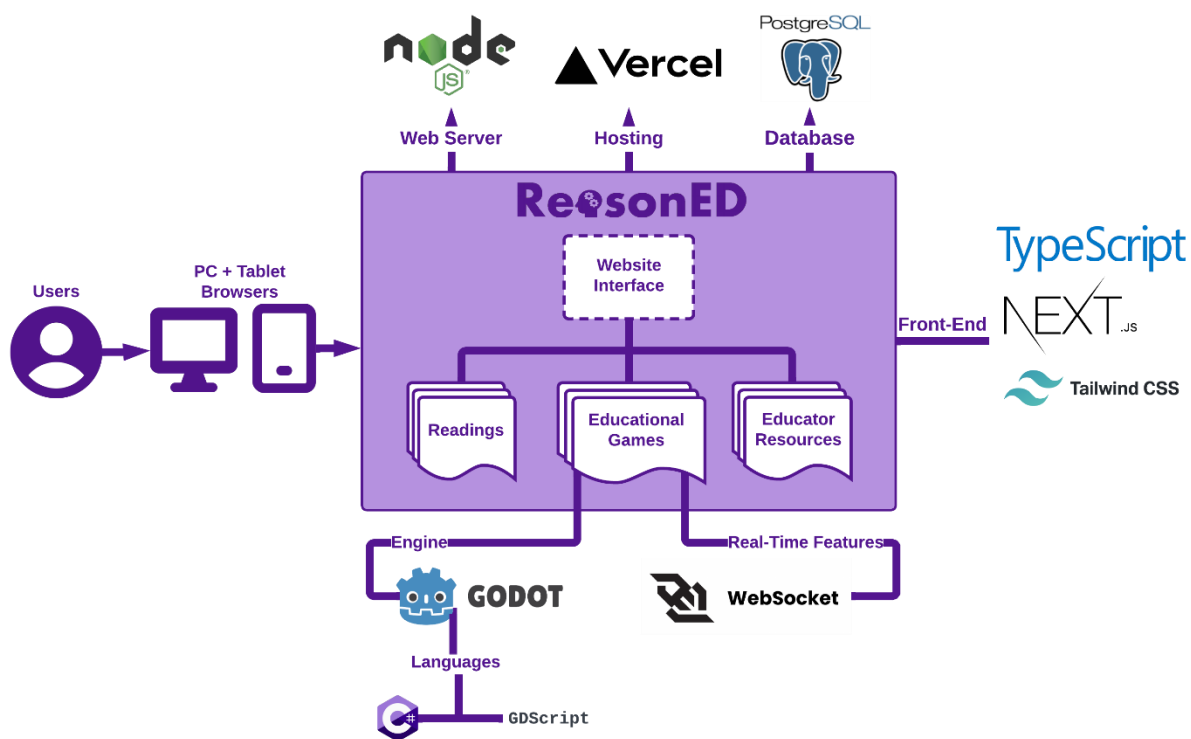 node
JS
Vercel
PostgreSQL
Web Server
Hosting
Database
ReasonED
Website
Interface
Users
PC + Tablet
Browsers
TypeScript
NEXT
.JS
Front-End
Tailwind CSS
Readings
Educational
Games
Educator
Resources
Engine
Real-Time Features
GODOT
WebSocket
Languages
C#
GDScript